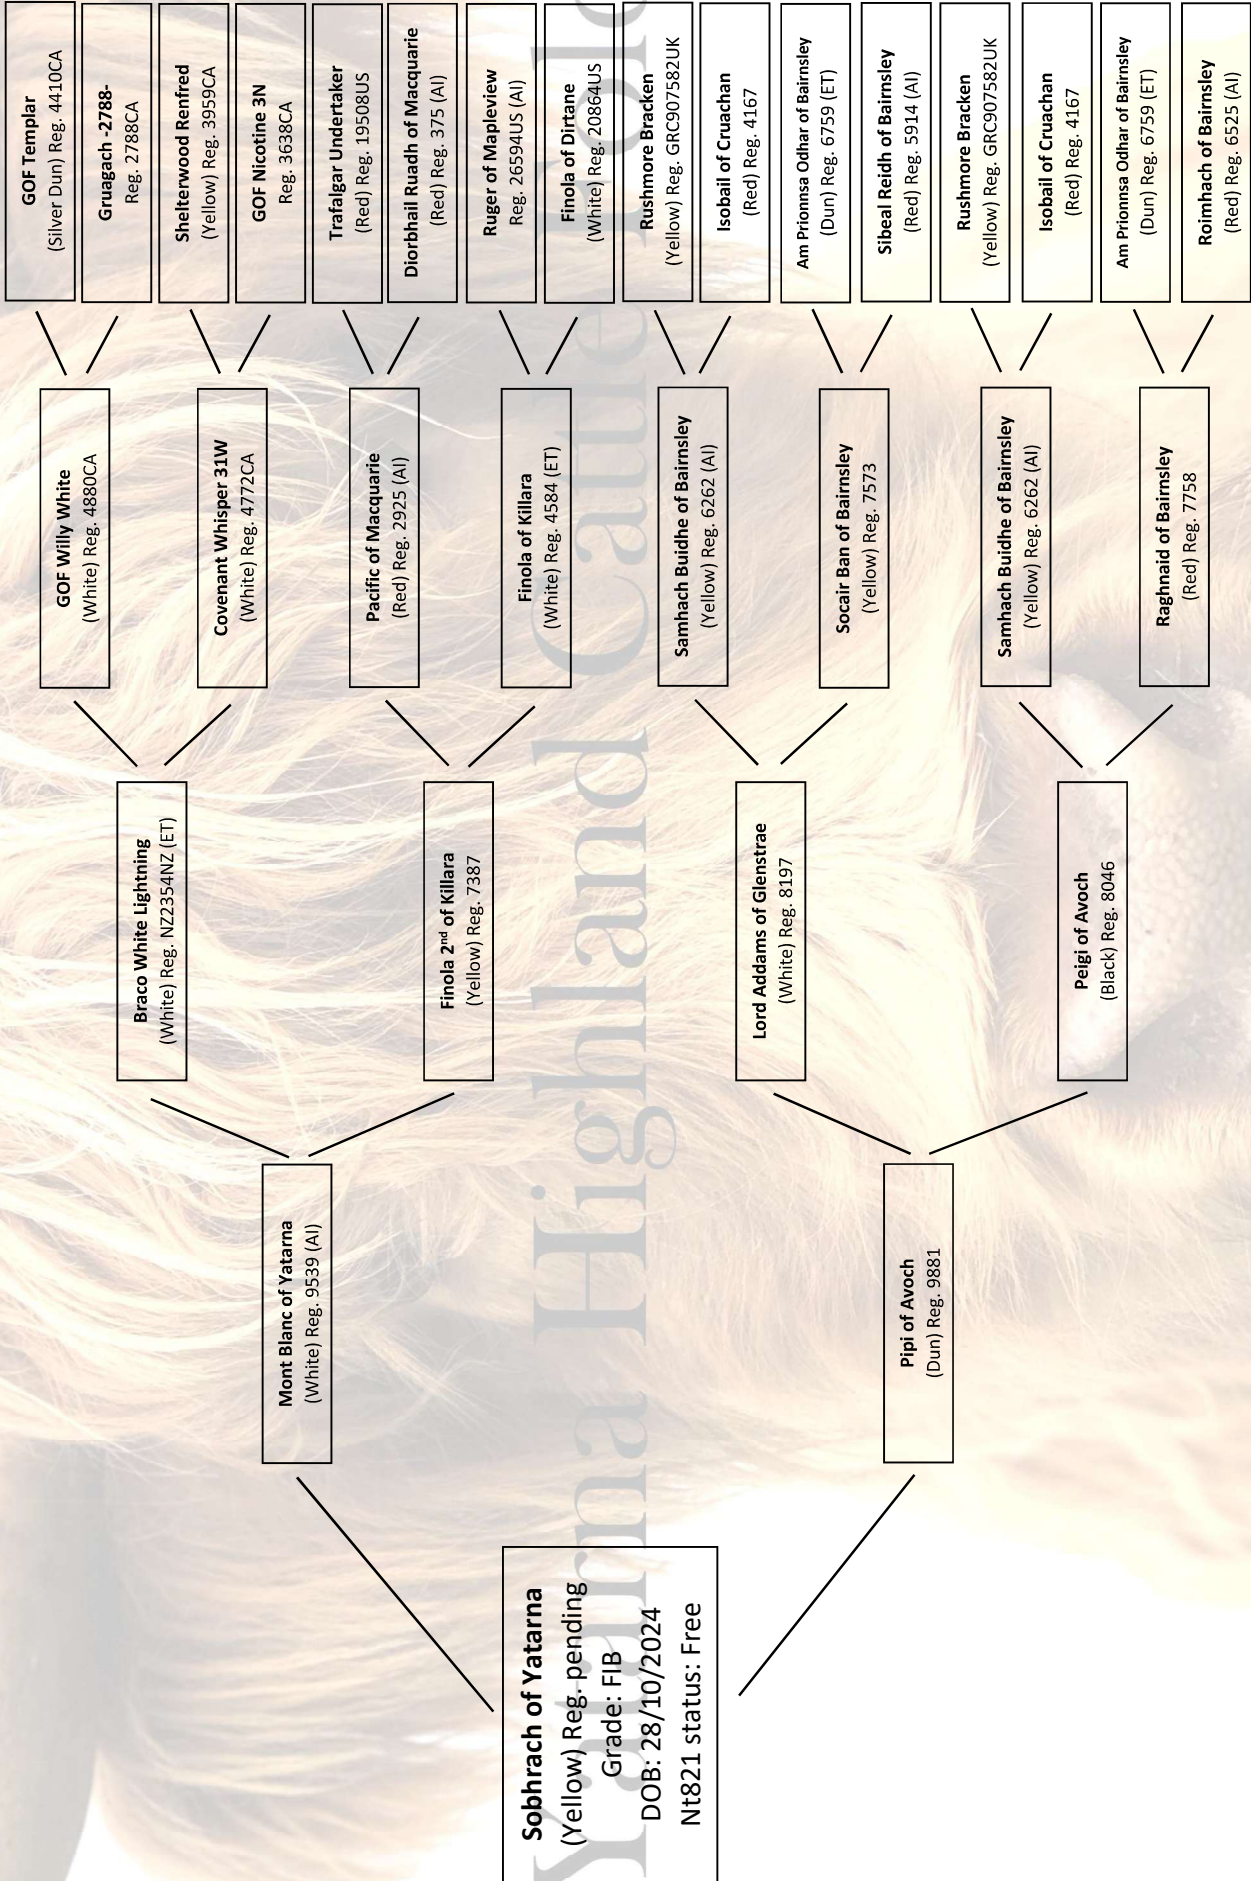 Yatarna Highland Cattle Fold
Sobhrach of Yatarna
(Yellow) Reg. pending
Grade: FIB
DOB: 28/10/2024
Nt821 status: Free
Mont Blanc of Yatarna
(White) Reg. 9539 (AI)
Pipi of Avoch
(Dun) Reg. 9881
Braco White Lightning
(White) Reg. NZ2354NZ (ET)
Finola 2nd of Killara
(Yellow) Reg. 7387
Lord Addams of Glenstrae
(White) Reg. 8197
Peigi of Avoch
(Black) Reg. 8046
GOF Willy White
(White) Reg. 4880CA
Covenant Whisper 31W
(White) Reg. 4772CA
Pacific of Macquarie
(Red) Reg. 2925 (AI)
Finola of Killara
(White) Reg. 4584 (ET)
Samhach Buidhe of Bairnsley
(Yellow) Reg. 6262 (AI)
Socair Ban of Bairnsley
(Yellow) Reg. 7573
Samhach Buidhe of Bairnsley
(Yellow) Reg. 6262 (AI)
Raghnaid of Bairnsley
(Red) Reg. 7758
GOF Templar
(Silver Dun) Reg. 4410CA
Gruagach -2788-
Reg. 2788CA
Shelterwood Renfred
(Yellow) Reg. 3959CA
GOF Nicotine 3N
Reg. 3638CA
Trafalgar Undertaker
(Red) Reg. 19508US
Diorbhail Ruadh of Macquarie
(Red) Reg. 375 (AI)
Ruger of Mapleview
Reg. 26594US (AI)
Finola of Dirtane
(White) Reg. 20864US
Rushmore Bracken
(Yellow) Reg. GRC907582UK
Isobail of Cruachan
(Red) Reg. 4167
Am Prionnsa Odhar of Bairnsley
(Dun) Reg. 6759 (ET)
Sibeal Reidh of Bairnsley
(Red) Reg. 5914 (AI)
Rushmore Bracken
(Yellow) Reg. GRC907582UK
Isobail of Cruachan
(Red) Reg. 4167
Am Prionnsa Odhar of Bairnsley
(Dun) Reg. 6759 (ET)
Roimhach of Bairnsley
(Red) Reg. 6525 (AI)